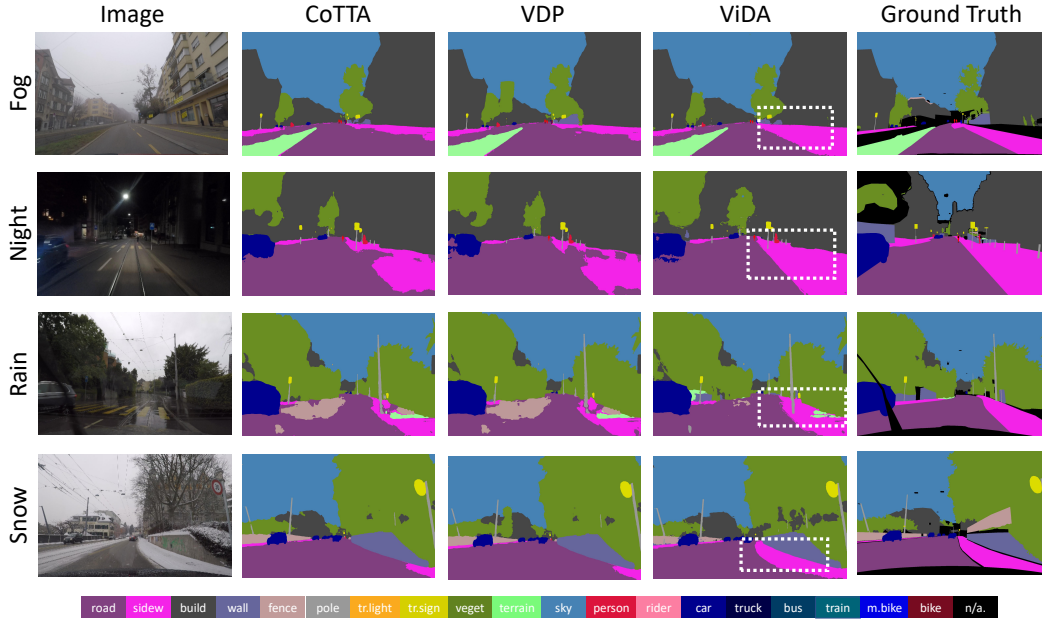 Image CoTTA VDP ViDA Ground Truth
Fog
Night
Rain
Snow
road sidew build wall fence pole tr.light tr.sign veget terrain sky person rider car truck bus train m.bike bike n/a.